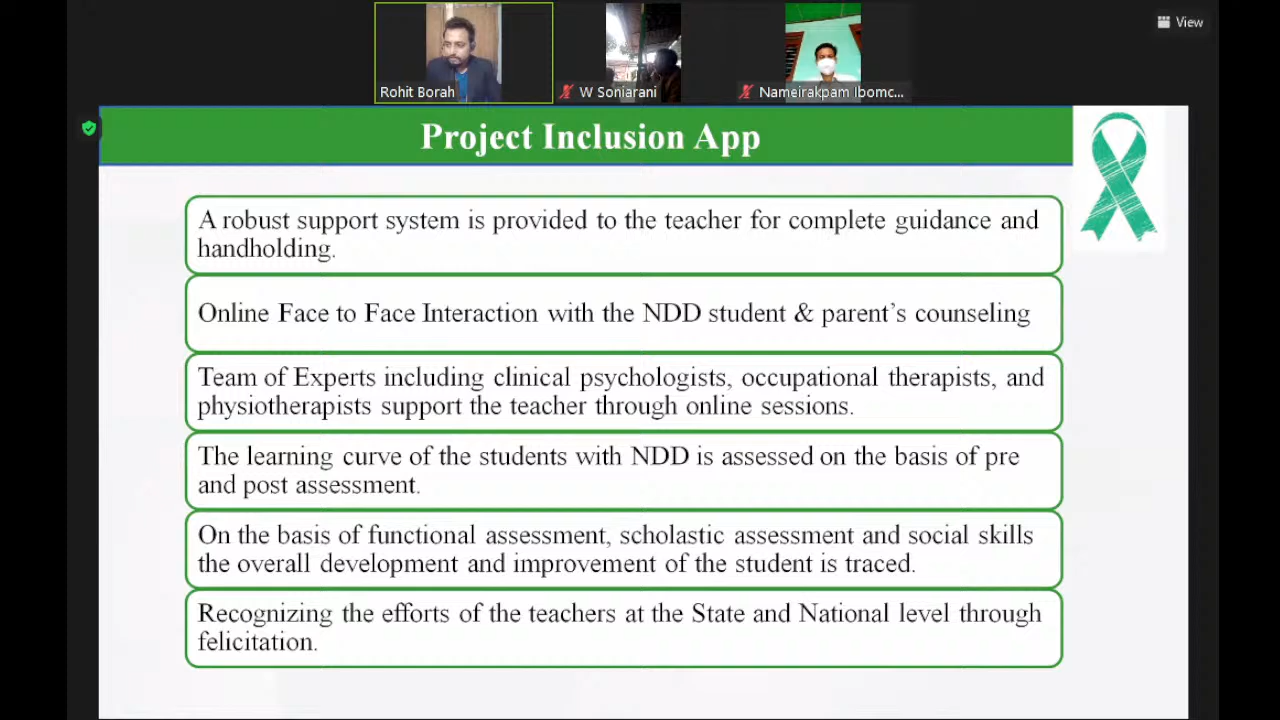 View
Rohit Borah
W Soniarani
Nameirakpam Ibomc...
Project Inclusion App
A robust support system is provided to the teacher for complete guidance and
handholding.
Online Face to Face Interaction with the NDD student & parent's counseling
Team of Experts including clinical psychologists, occupational therapists, and
physiotherapists support the teacher through online sessions.
The learning curve of the students with NDD is assessed on the basis of pre
and post assessment.
On the basis of functional assessment, scholastic assessment and social skills
the overall development and improvement of the student is traced.
Recognizing the efforts of the teachers at the State and National level through
felicitation.